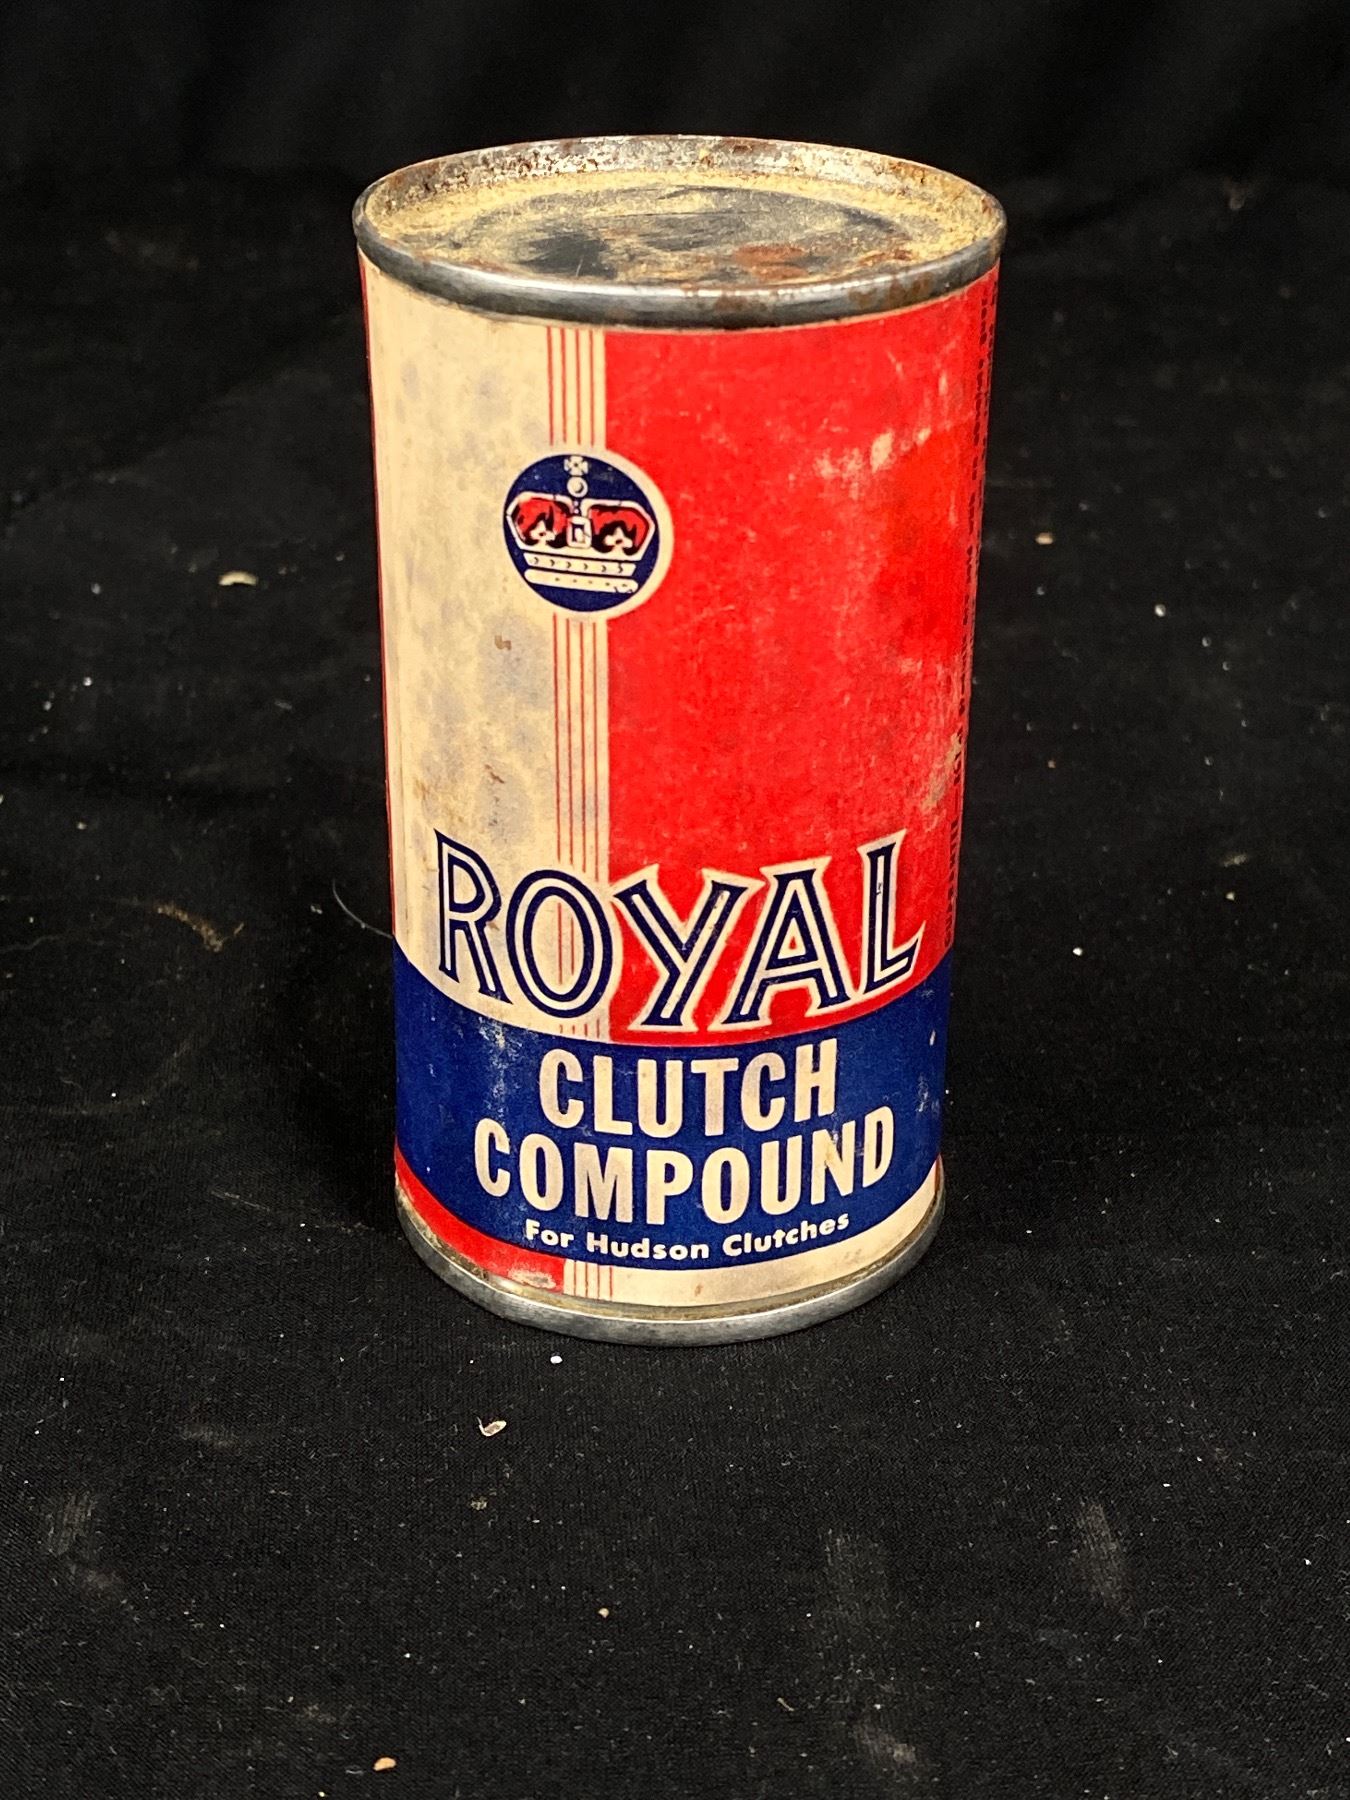 ROYAL
CLUTCH
COMPOUND
For Hudson Clutches